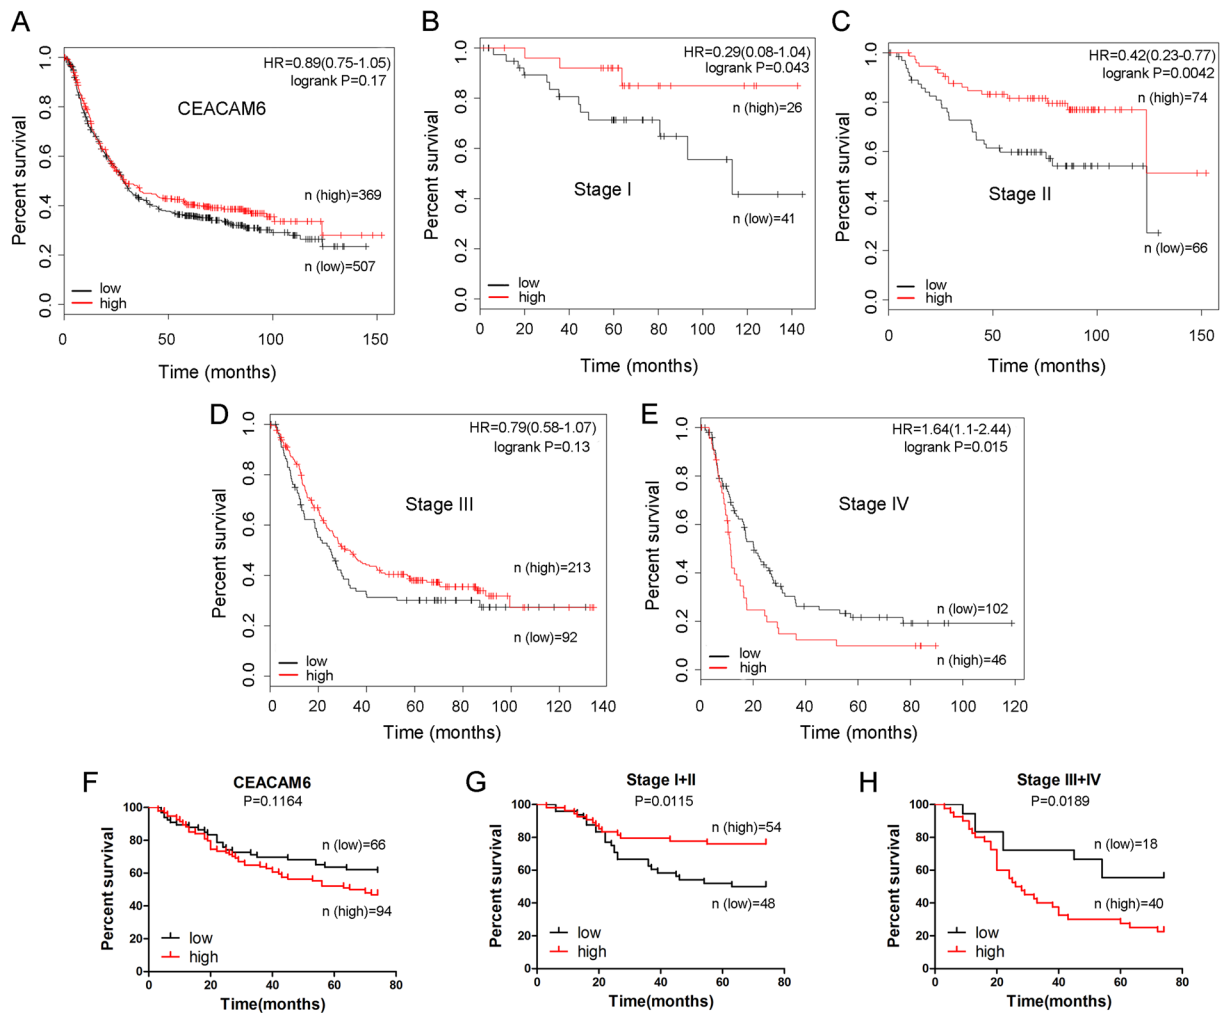 A
HR=0.89(0.75-1.05)
logrank P=0.17
CEACAM6
n (high)=369
n (low)=507
low
high
Percent survival
0.0 0.2 0.4 0.6 0.8 1.0
0 50 100 150
Time (months)
B
HR=0.29(0.08-1.04)
logrank P=0.043
n (high)=26
Stage I
n (low)=41
low
high
Percent survival
0.0 0.2 0.4 0.6 0.8 1.0
0 20 40 60 80 100 120 140
Time (months)
C
HR=0.42(0.23-0.77)
logrank P=0.0042
n (high)=74
Stage II
n (low)=66
low
high
Percent survival
0.0 0.2 0.4 0.6 0.8 1.0
50 100 150
0
Time (months)
D
HR=0.79(0.58-1.07)
logrank P=0.13
Stage III
n (high)=213
n (low)=92
low
high
Percent survival
0.0 0.2 0.4 0.6 0.8 1.0
0 20 40 60 80 100 120 140
Time (months)
E
HR=1.64(1.1-2.44)
logrank P=0.015
Stage IV
n (low)=102
n (high)=46
low
high
Percent survival
0.0 0.2 0.4 0.6 0.8 1.0
0 20 40 60 80 100 120
Time (months)
F
CEACAM6
P=0.1164
n (low)=66
n (high)=94
low
high
Percent survival
100
80
60
40
20
0
0 20 40 60 80
Time(months)
G
Stage I+II
P=0.0115
n (high)=54
n (low)=48
low
high
Percent survival
100
80
60
40
20
0
0 20 40 60 80
Time(months)
H
Stage III+IV
P=0.0189
n (low)=18
n (high)=40
low
high
Percent survival
100
80
60
40
20
0
0 20 40 60 80
Time(months)